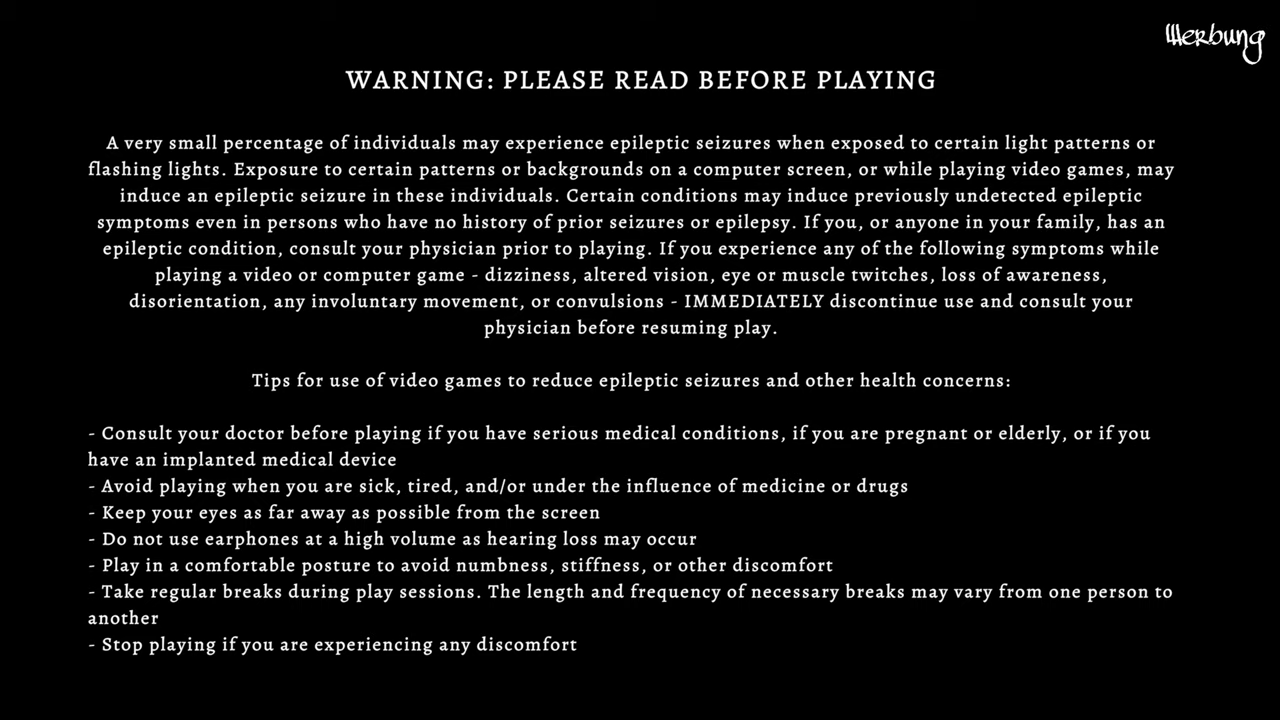 Werbung
WARNING: PLEASE READ BEFORE PLAYING
A very small percentage of individuals may experience epileptic seizures when exposed to certain light patterns or
flashing lights. Exposure to certain patterns or backgrounds on a computer screen, or while playing video games, may
induce an epileptic seizure in these individuals. Certain conditions may induce previously undetected epileptic
symptoms even in persons who have no history of prior seizures or epilepsy. If you, or anyone in your family, has an
epileptic condition, consult your physician prior to playing. If you experience any of the following symptoms while
playing a video or computer game - dizziness, altered vision, eye or muscle twitches, loss of awareness,
disorientation, any involuntary movement, or convulsions - IMMEDIATELY discontinue use and consult your
physician before resuming play.
Tips for use of video games to reduce epileptic seizures and other health concerns:
- Consult your doctor before playing if you have serious medical conditions, if you are pregnant or elderly, or if you
have an implanted medical device
- Avoid playing when you are sick, tired, and/or under the influence of medicine or drugs
- Keep your eyes as far away as possible from the screen
- Do not use earphones at a high volume as hearing loss may occur
- Play in a comfortable posture to avoid numbness, stiffness, or other discomfort
- Take regular breaks during play sessions. The length and frequency of necessary breaks may vary from one person to
another
- Stop playing if you are experiencing any discomfort